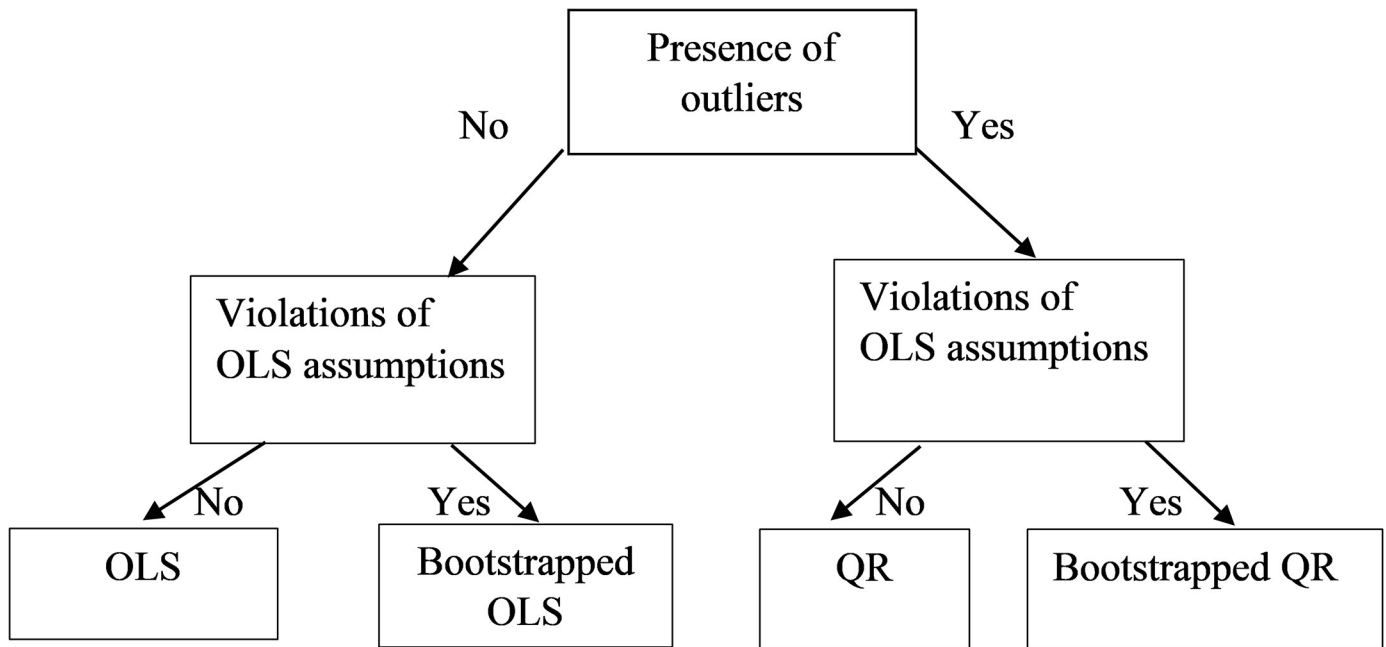 Presence of
outliers
No
Yes
Violations of
OLS assumptions
Violations of
OLS assumptions
No
Yes
No
Yes
OLS
Bootstrapped
OLS
QR
Bootstrapped QR